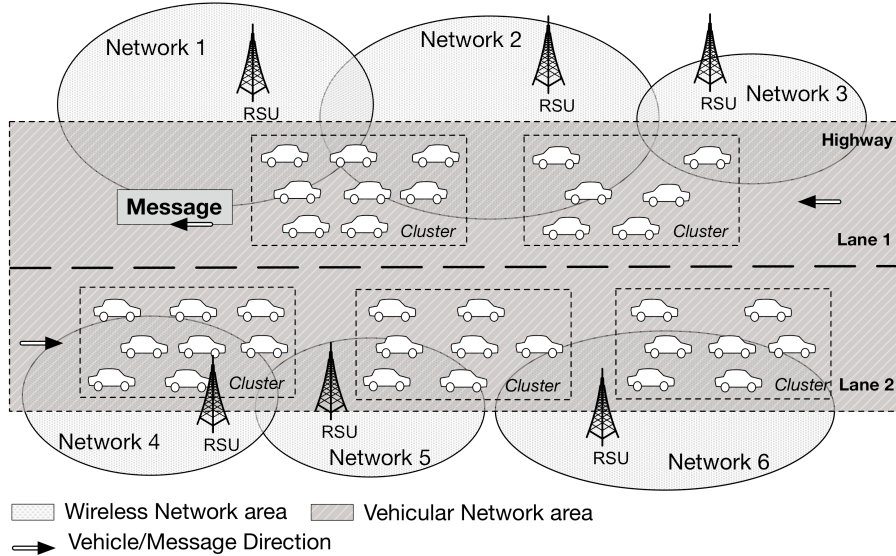 Network 1
Network 2
Network 3
RSU
RSU
RSU
Highway
Message
Cluster
Cluster
Lane 1
Cluster
Cluster
Cluster
Lane 2
Network 4
RSU
RSU
Network 5
RSU
Network 6
Wireless Network area
Vehicular Network area
Vehicle/Message Direction